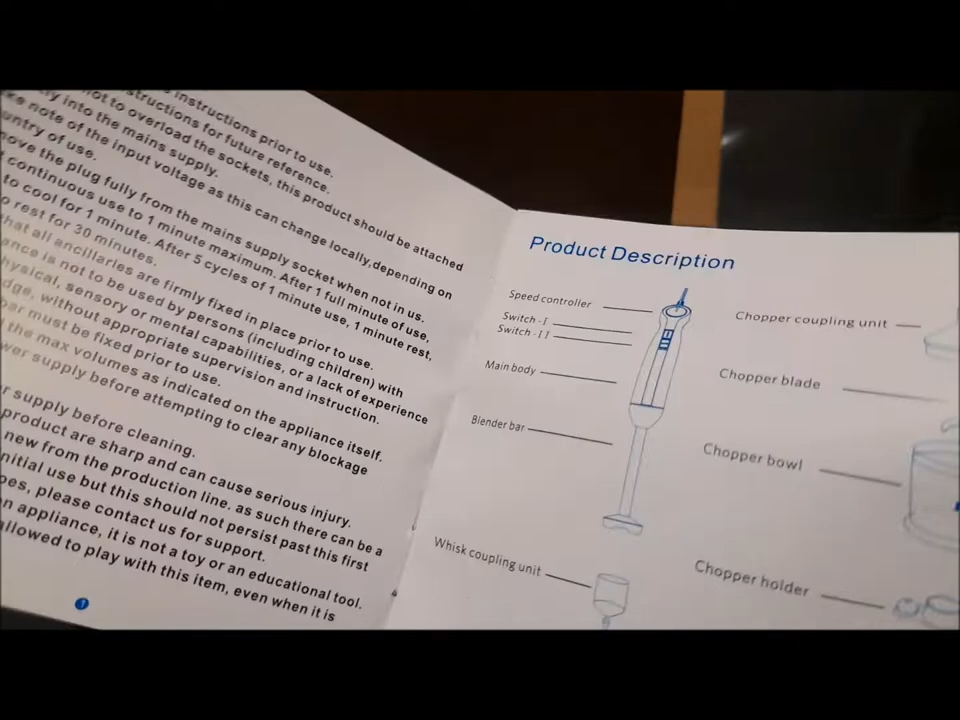 instructions prior to use.
structions for future reference.
not to overload the sockets, this product should be attached
into the mains supply.
note of the input voltage as this can change locally,depending on
untry of use.
move the plug fully from the mains supply socket when not in us.
continuous use to 1 minute maximum. After 1 full minute of use,
to cool for 1 minute. After 5 cycles of 1 minute use, 1 minute rest,
rest for 30 minutes.
that all ancillaries are firmly fixed in place prior to use.
ance is not to be used by persons (including children) with
hysical, sensory or mental capabilities, or a lack of experience
dge, without appropriate supervision and instruction.
bar must be fixed prior to use.
the max volumes as indicated on the appliance itself.
wer supply before attempting to clear any blockage
r supply before cleaning.
product are sharp and can cause serious injury.
new from the production line. as such there can be a
nitial use but this should not persist past this first
oes, please contact us for support.
n appliance, it is not a toy or an educational tool.
allowed to play with this item, even when it is
1
Product Description
Speed controller
Switch - I
Switch - I I
Main body
Blender bar
Whisk coupling unit
Chopper coupling unit
Chopper blade
Chopper bowl
Chopper holder